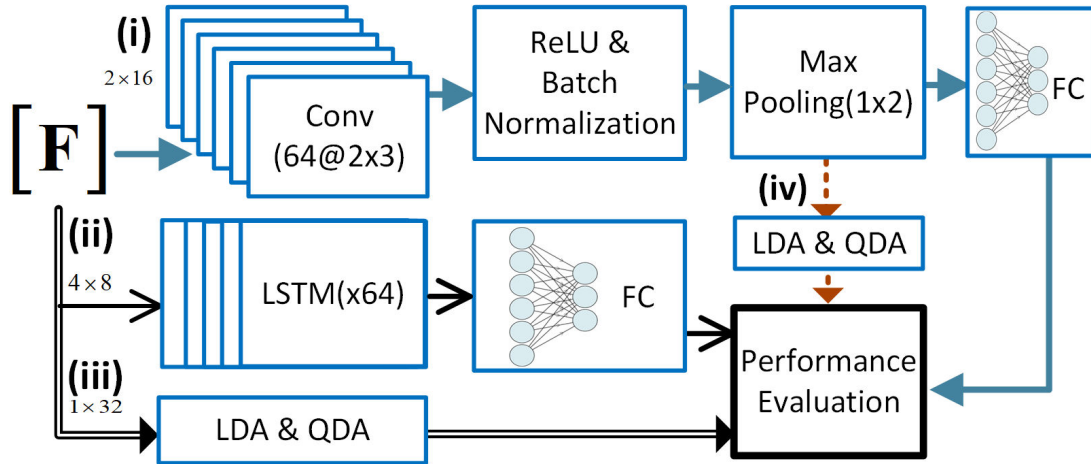 (i)
2×16
[F]
Conv
(64@2x3)
ReLU &
Batch
Normalization
Max
Pooling(1x2)
FC
(ii)
4×8
LSTM(x64)
FC
(iv)
LDA & QDA
(iii)
1×32
LDA & QDA
Performance
Evaluation